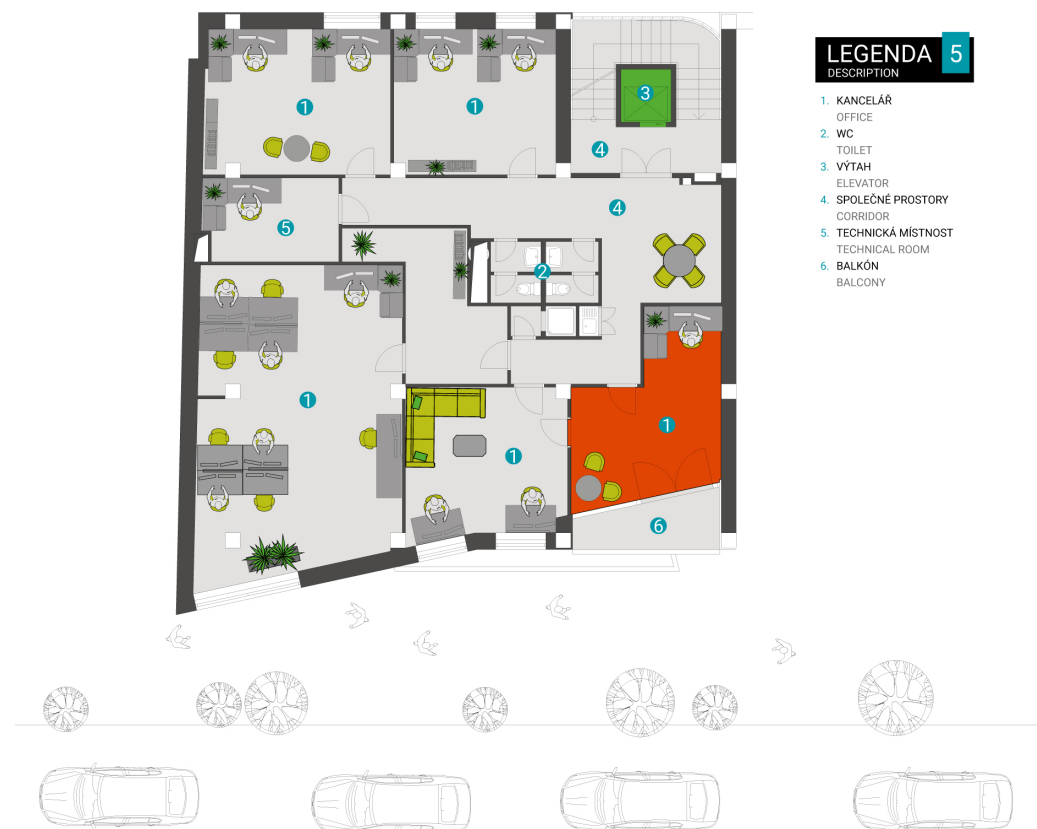 LEGENDA 5
DESCRIPTION
1. KANCELÁŘ
OFFICE
2. WC
TOILET
3. VÝTAH
ELEVATOR
4. SPOLEČNÉ PROSTORY
CORRIDOR
5. TECHNICKÁ MÍSTNOST
TECHNICAL ROOM
6. BALKÓN
BALCONY
1
1
3
4
5
4
2
1
1
1
6